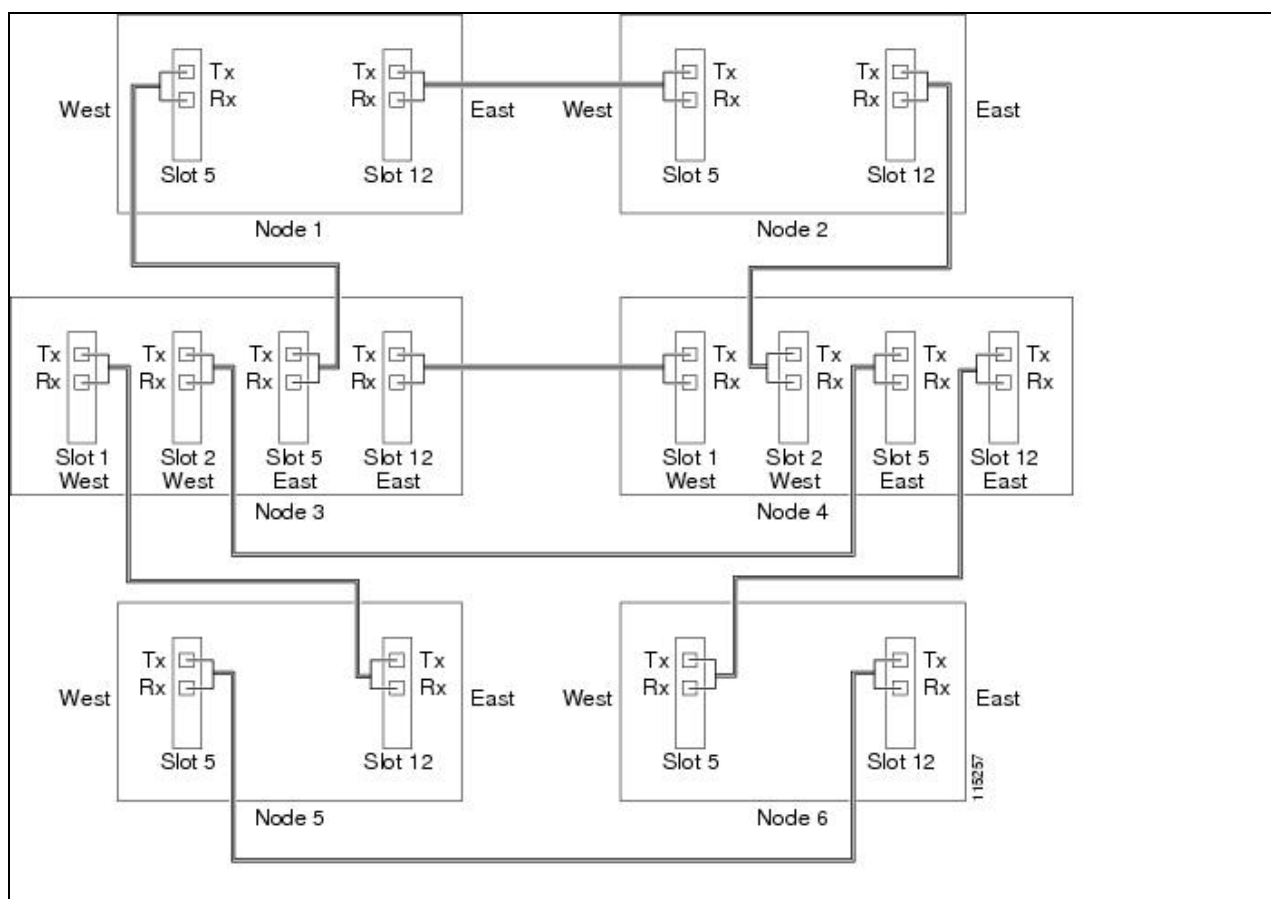 Tx
Rx
Tx
Rx
Tx
Rx
Tx
Rx
West
East
West
East
Slot 5
Slot 12
Slot 5
Slot 12
Node 1
Node 2
Tx
Rx
Tx
Rx
Tx
Rx
Tx
Rx
Tx
Rx
Tx
Rx
Tx
Rx
Tx
Rx
Slot 1
West
Slot 2
West
Slot 5
East
Slot 12
East
Slot 1
West
Slot 2
West
Slot 5
East
Slot 12
East
Node 3
Node 4
Tx
Rx
Tx
Rx
Tx
Rx
Tx
Rx
West
East
West
East
Slot 5
Slot 12
Slot 5
Slot 12
115257
Node 5
Node 6